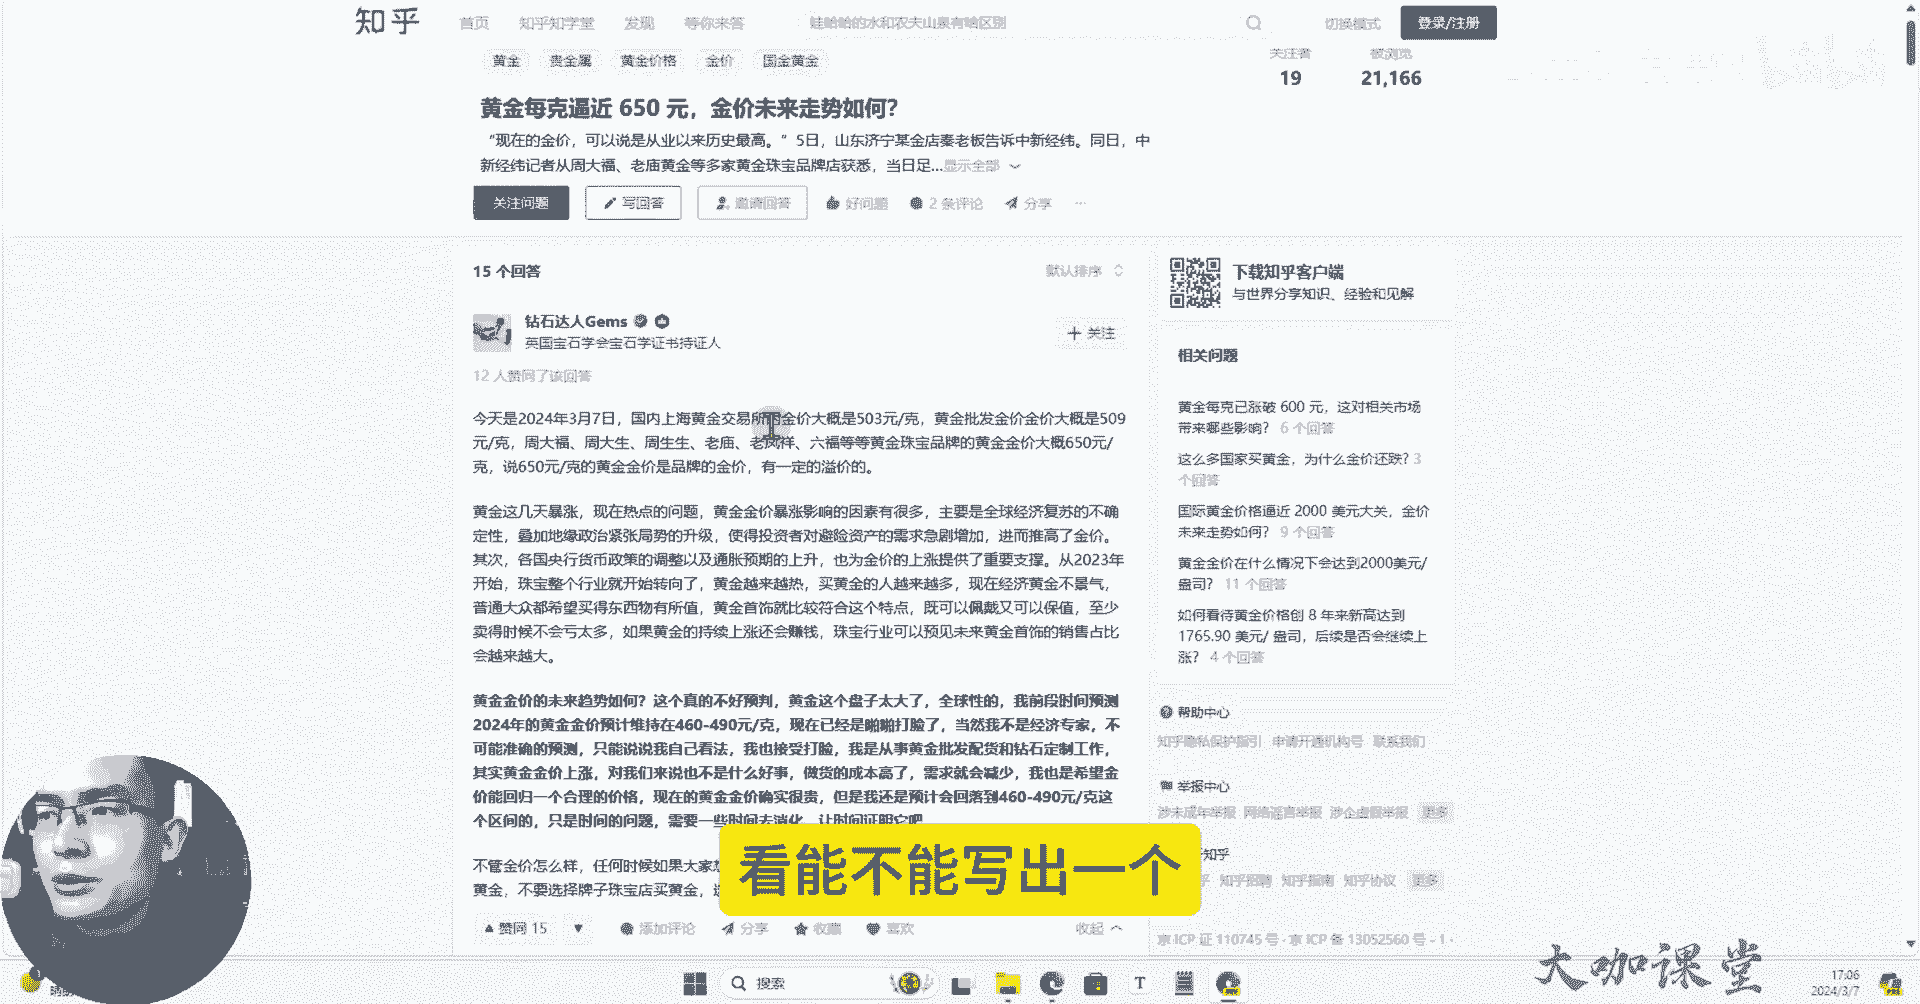 知乎
首页 知乎知学堂 发现 等你来答 娃哈哈的水和农夫山泉有啥区别 切换模式 登录/注册
黄金 贵金属 黄金价格 金价 国金黄金
关注者 被浏览
19 21,166
黄金每克逼近 650 元，金价未来走势如何？
“现在的金价，可以说是从业以来历史最高。”5日，山东济宁某金店秦老板告诉中新经纬。同日，中
新经纬记者从周大福、老庙黄金等多家黄金珠宝品牌店获悉，当日足...显示全部
关注问题 写回答 邀请回答 好问题 2 条评论 分享 ···
15 个回答 默认排序
钻石达人Gems
英国宝石学会宝石学证书持证人
关注
12 人赞同了该回答
今天是2024年3月7日，国内上海黄金交易所的金价大概是503元/克，黄金批发金价金价大概是509
元/克，周大福、周大生、周生生、老庙、老凤祥、六福等等黄金珠宝品牌的黄金金价大概650元/
克，说650元/克的黄金金价是品牌的金价，有一定的溢价的。
黄金这几天暴涨，现在热点的问题，黄金金价暴涨影响的因素有很多，主要是全球经济复苏的不确
定性，叠加地缘政治紧张局势的升级，使得投资者对避险资产的需求急剧增加，进而推高了金价。
其次，各国央行货币政策的调整以及通胀预期的上升，也为金价的上涨提供了重要支撑。从2023年
开始，珠宝整个行业就开始转向了，黄金越来越热，买黄金的人越来越多，现在经济黄金不景气，
普通大众都希望买得东西物有所值，黄金首饰就比较符合这个特点，既可以佩戴又可以保值，至少
卖得时候不会亏太多，如果黄金的持续上涨还会赚钱，珠宝行业可以预见未来黄金首饰的销售占比
会越来越大。
黄金金价的未来趋势如何？这个真的不好预判，黄金这个盘子太大了，全球性的，我前段时间预测
2024年的黄金金价预计维持在460-490元/克，现在已经是啪啪打脸了，当然我不是经济专家，不
可能准确的预测，只能说说我自己看法，我也接受打脸，我是从事黄金批发配货和钻石定制工作，
其实黄金金价上涨，对我们来说也不是什么好事，做货的成本高了，需求就会减少，我也是希望金
价能回归一个合理的价格，现在的黄金金价确实很贵，但是我还是预计会回落到460-490元/克这
个区间的，只是时间的问题，需要一些时间去消化，让时间证明它吧
不管金价怎么样，任何时候如果大家
黄金，不要选择牌子珠宝店买黄金，
赞同 15 添加评论 分享 收藏 喜欢 收起
下载知乎客户端
与世界分享知识、经验和见解
相关问题
黄金每克已涨破 600 元，这对相关市场
带来哪些影响？ 6 个回答
这么多国家买黄金，为什么金价还跌？ 3
个回答
国际黄金价格逼近 2000 美元大关，金价
未来走势如何？ 9 个回答
黄金金价在什么情况下会达到2000美元/
盎司？ 11 个回答
如何看待黄金价格创 8 年来新高达到
1765.90 美元/ 盎司，后续是否会继续上
涨？ 4 个回答
帮助中心
知乎隐私保护指引 申请开通机构号 联系我们
举报中心
涉未成年举报 网络谣言举报 涉企虚假举报 更多
知乎
知乎招聘 知乎指南 知乎协议 更多
京 ICP 证 110745 号 · 京 ICP 备 13052560 号 - 1 ·
看能不能写出一个
大咖课堂
搜索
17:06
2024/3/7